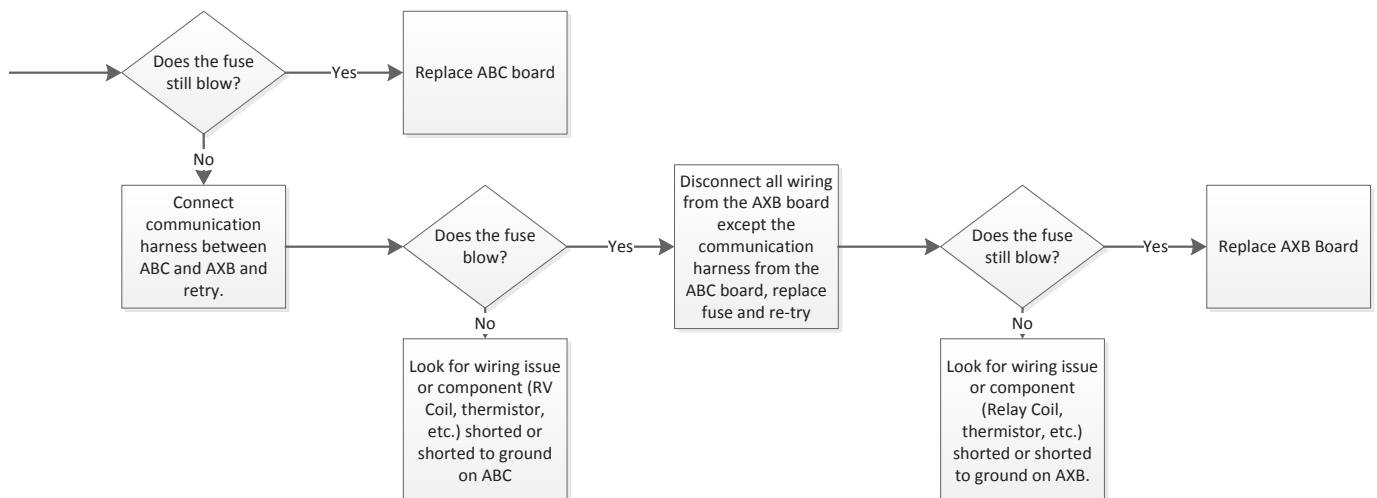 Does the fuse
still blow?
Yes
Replace ABC board
No
Connect
communication
harness between
ABC and AXB and
retry.
Does the fuse
blow?
Yes
Disconnect all wiring
from the AXB board
except the
communication
harness from the
ABC board, replace
fuse and re-try
Does the fuse
still blow?
Yes
Replace AXB Board
No
Look for wiring issue
or component (RV
Coil, thermistor,
etc.) shorted or
shorted to ground
on ABC
No
Look for wiring issue
or component
(Relay Coil,
thermistor, etc.)
shorted or shorted
to ground on AXB.